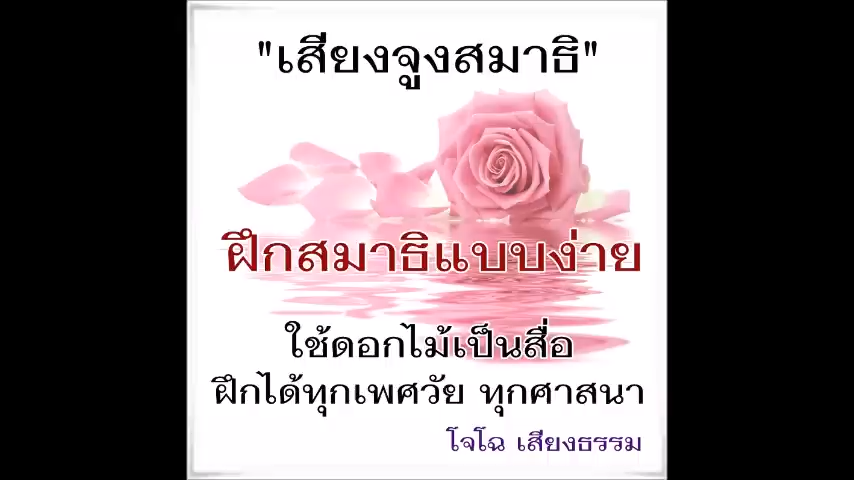 "เสียงจูงสมาธิ"
ฝึกสมาธิแบบง่าย
ใช้ดอกไม้เป็นสื่อ
ฝึกได้ทุกเพศวัย ทุกศาสนา
โจโฉ เสียงธรรม